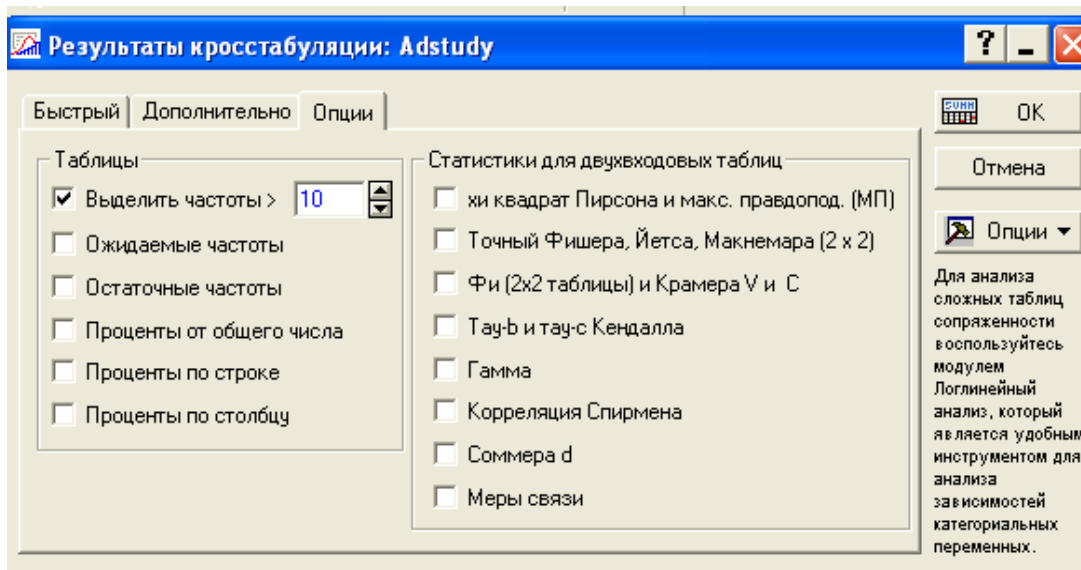 Результаты кросстабуляции: Adstudy
?
Быстрый
Дополнительно
Опции
Таблицы
Выделить частоты > 10
Ожидаемые частоты
Остаточные частоты
Проценты от общего числа
Проценты по строке
Проценты по столбцу
Статистики для двухвходовых таблиц
хи квадрат Пирсона и макс. правдопод. (МП)
Точный Фишера, Йетса, Макнемара (2 x 2)
Фи (2x2 таблицы) и Крамера V и C
Тау-b и тау-c Кендалла
Гамма
Корреляция Спирмена
Соммера d
Меры связи
SUMM
OK
Отмена
Опции
Для анализа
сложных таблиц
сопряженности
воспользуйтесь
модулем
Логлинейный
анализ, который
является удобным
инструментом для
анализа
зависимостей
категориальных
переменных.